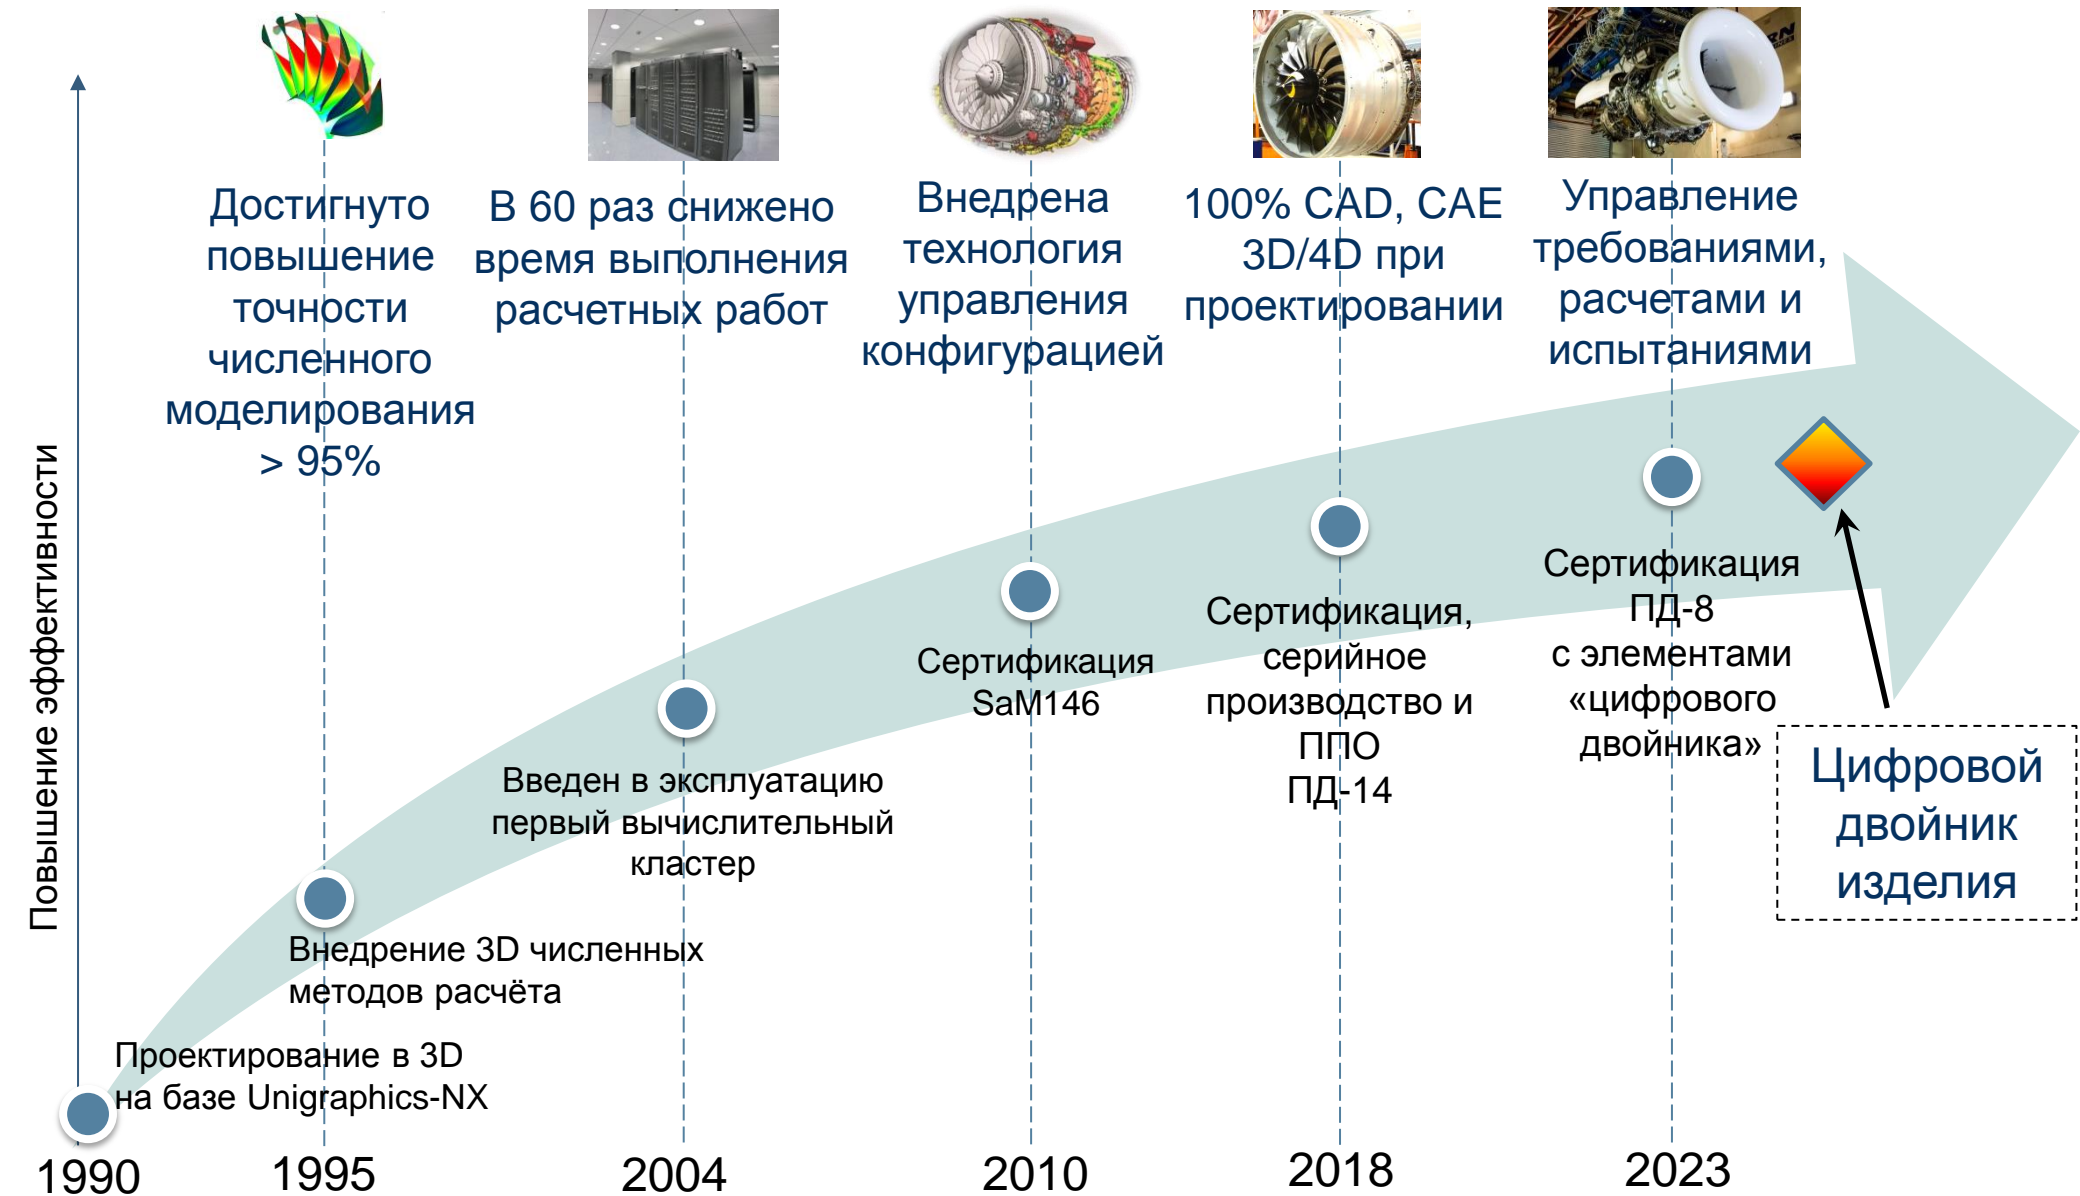 Достигнуто
повышение
точности
численного
моделирования
> 95%
В 60 раз снижено
время выполнения
расчетных работ
Внедрена
технология
управления
конфигурацией
100% CAD, CAE
3D/4D при
проектировании
Управление
требованиями,
расчетами и
испытаниями
Повышение эффективности
Проектирование в 3D
на базе Unigraphics-NX
Внедрение 3D численных
методов расчёта
Введен в эксплуатацию
первый вычислительный
кластер
Сертификация
SaM146
Сертификация,
серийное
производство и
ППО
ПД-14
Сертификация
ПД-8
с элементами
«цифрового
двойника»
Цифровой
двойник
изделия
1990
1995
2004
2010
2018
2023